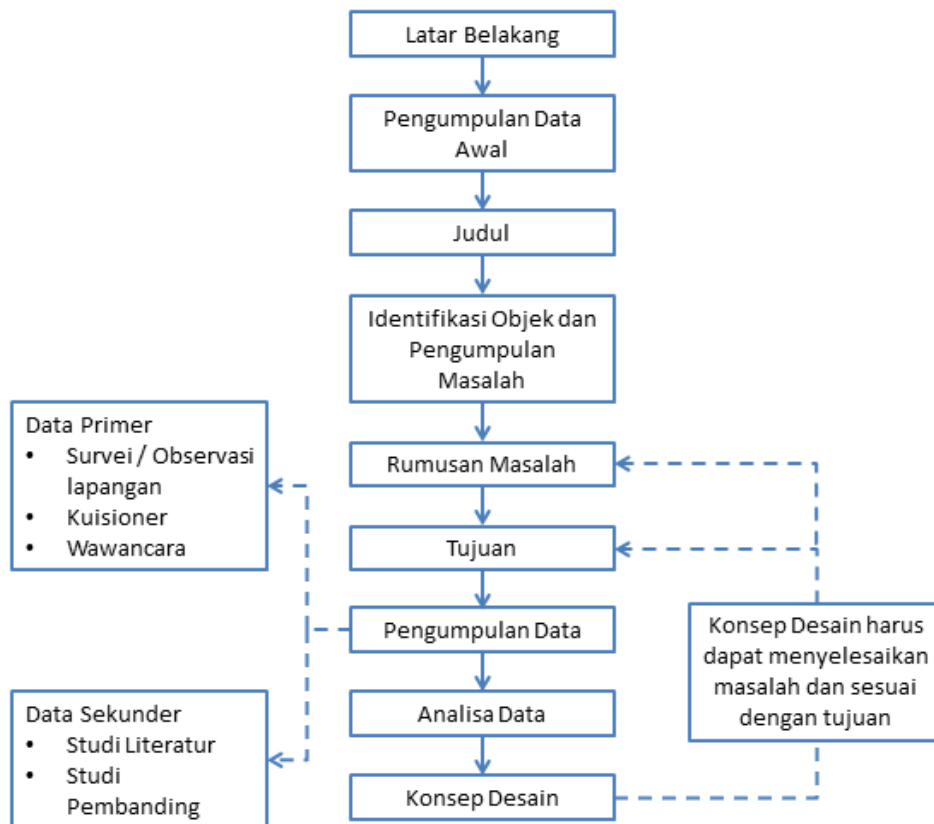 Latar Belakang
Pengumpulan Data
Awal
Judul
Identifikasi Objek dan
Pengumpulan
Masalah
Rumusan Masalah
Tujuan
Pengumpulan Data
Analisa Data
Konsep Desain
Data Primer
• Survei / Observasi
lapangan
• Kuisioner
• Wawancara
Data Sekunder
• Studi Literatur
• Studi
Pembanding
Konsep Desain harus
dapat menyelesaikan
masalah dan sesuai
dengan tujuan